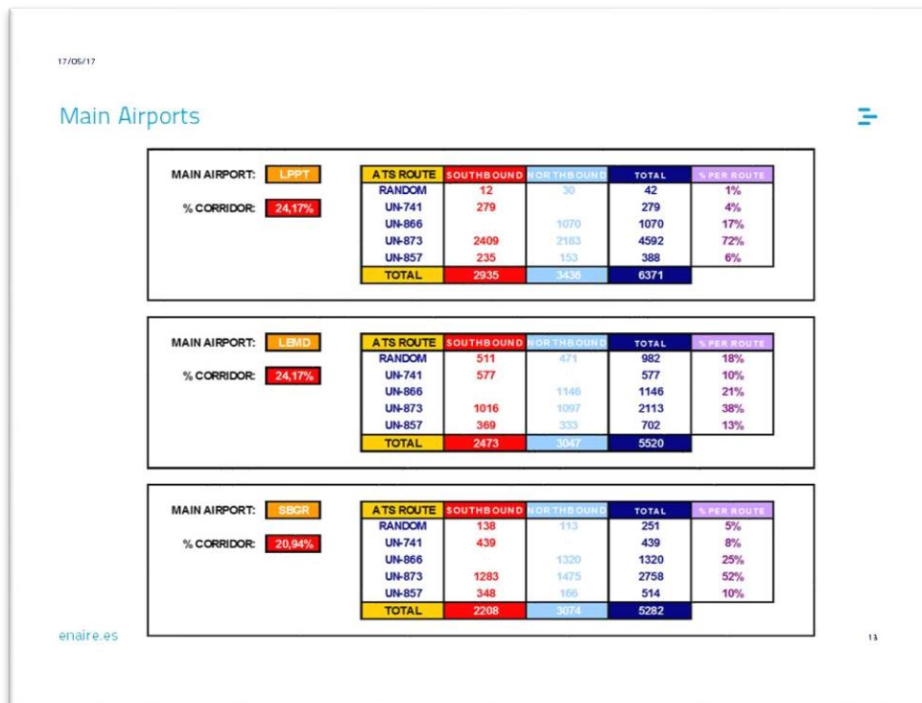 17/05/17
Main Airports
MAIN AIRPORT: LPPT
% CORRIDOR: 24,17%
ATS ROUTE SOUTHBOUND NORTHBOUND TOTAL % PER ROUTE
RANDOM 12 30 42 1%
UN-741 279 279 4%
UN-866 1070 1070 17%
UN-873 2409 2183 4592 72%
UN-857 235 153 388 6%
TOTAL 2935 3436 6371
MAIN AIRPORT: LEMD
% CORRIDOR: 24,17%
ATS ROUTE SOUTHBOUND NORTHBOUND TOTAL % PER ROUTE
RANDOM 511 471 982 18%
UN-741 577 577 10%
UN-866 1146 1146 21%
UN-873 1016 1097 2113 38%
UN-857 369 333 702 13%
TOTAL 2473 3047 5520
MAIN AIRPORT: SBGR
% CORRIDOR: 20,94%
ATS ROUTE SOUTHBOUND NORTHBOUND TOTAL % PER ROUTE
RANDOM 138 113 251 5%
UN-741 439 439 8%
UN-866 1320 1320 25%
UN-873 1283 1475 2758 52%
UN-857 348 166 514 10%
TOTAL 2208 3074 5282
enaire.es
13